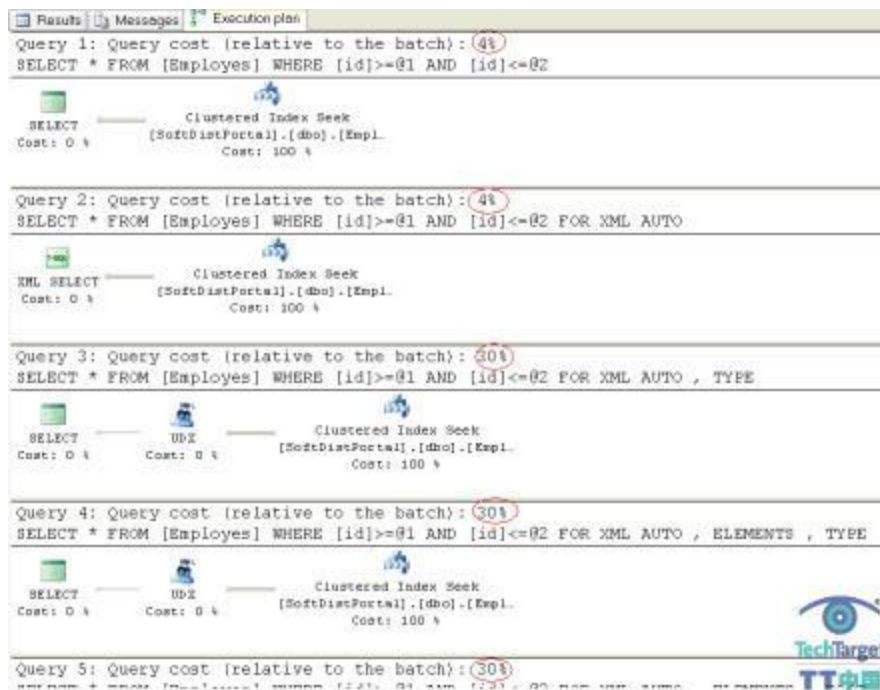 Results Messages Execution plan
Query 1: Query cost (relative to the batch): 4%
SELECT * FROM [Employes] WHERE [id]>=@1 AND [id]<=@2
SELECT
Cost: 0 %
Clustered Index Seek
[SoftDistPortal].[dbo].[Empl…
Cost: 100 %
Query 2: Query cost (relative to the batch): 4%
SELECT * FROM [Employes] WHERE [id]>=@1 AND [id]<=@2 FOR XML AUTO
XML SELECT
Cost: 0 %
Clustered Index Seek
[SoftDistPortal].[dbo].[Empl…
Cost: 100 %
Query 3: Query cost (relative to the batch): 30%
SELECT * FROM [Employes] WHERE [id]>=@1 AND [id]<=@2 FOR XML AUTO , TYPE
SELECT
Cost: 0 %
UDX
Cost: 0 %
Clustered Index Seek
[SoftDistPortal].[dbo].[Empl…
Cost: 100 %
Query 4: Query cost (relative to the batch): 30%
SELECT * FROM [Employes] WHERE [id]>=@1 AND [id]<=@2 FOR XML AUTO , ELEMENTS , TYPE
SELECT
Cost: 0 %
UDX
Cost: 0 %
Clustered Index Seek
[SoftDistPortal].[dbo].[Empl…
Cost: 100 %
Query 5: Query cost (relative to the batch): 30%
TechTarget
TT中国